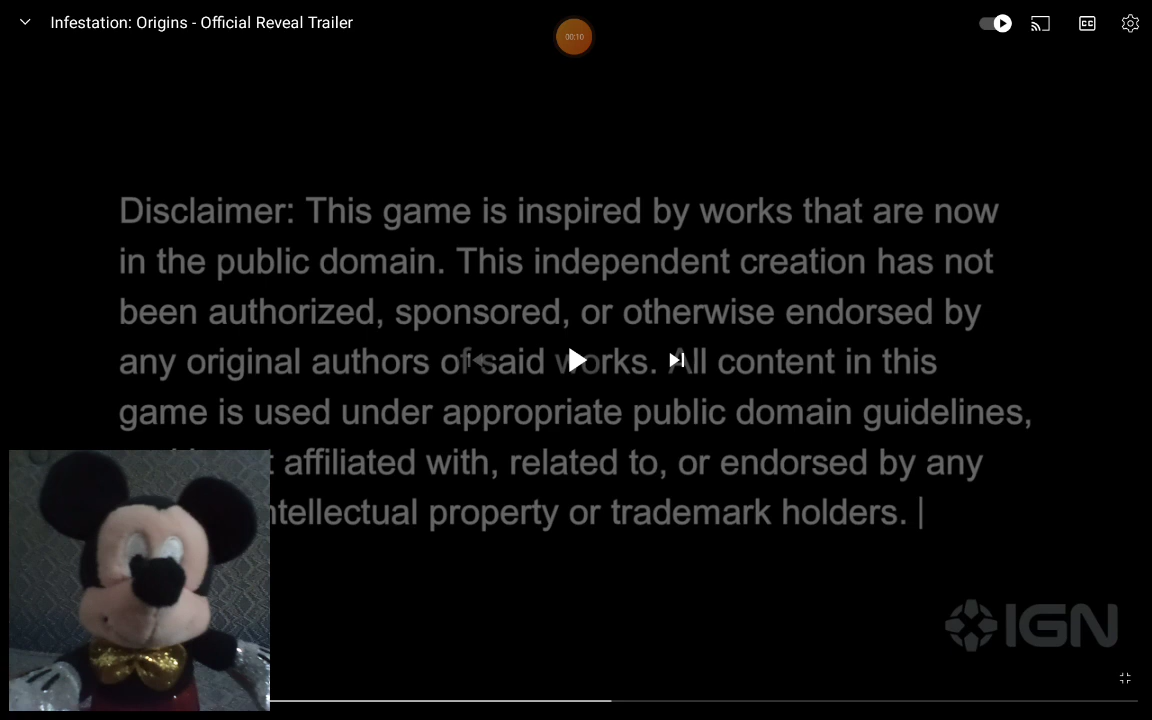 Infestation: Origins - Official Reveal Trailer
00:10
CC
Disclaimer: This game is inspired by works that are now
in the public domain. This independent creation has not
been authorized, sponsored, or otherwise endorsed by
any original authors of said works. All content in this
game is used under appropriate public domain guidelines,
affiliated with, related to, or endorsed by any
intellectual property or trademark holders.
IGN